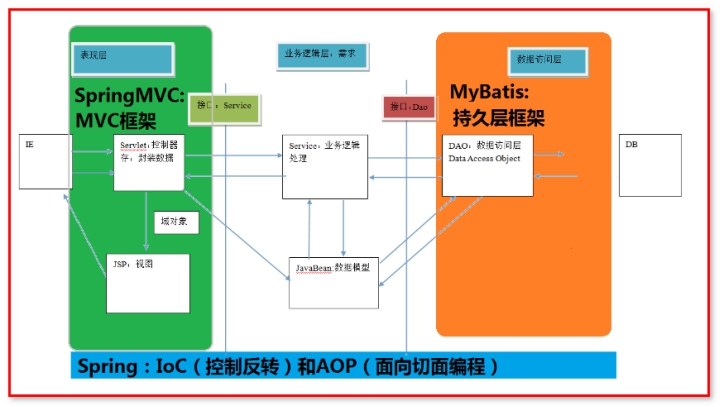 表现层
业务逻辑层：需求
数据访问层
SpringMVC:
MVC框架
接口：Service
接口：Dao
MyBatis:
持久层框架
IE
Servlet：控制器
存，封装数据
Service：业务逻辑
处理
DAO：数据访问层
Data Access Object
DB
域对象
JSP：视图
JavaBean:数据模型
Spring：IoC（控制反转）和AOP（面向切面编程）